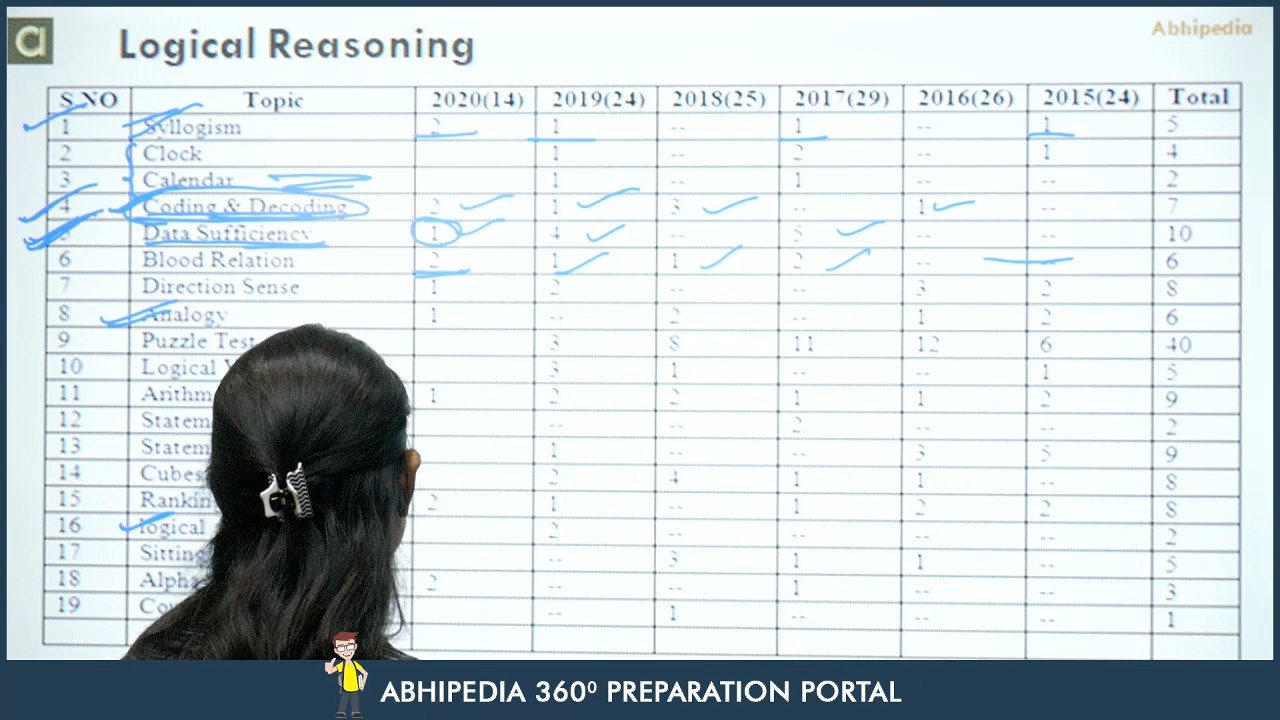 a Logical Reasoning Abhipedia
S.NO Topic 2020(14) 2019(24) 2018(25) 2017(29) 2016(26) 2015(24) Total
1 Syllogism 2 1 -- 1 -- 1 5
2 Clock 1 -- 2 -- 1 4
3 Calendar 1 -- 1 -- -- 2
4 Coding & Decoding 2 1 3 -- 1 -- 7
5 Data Sufficiency 1 4 -- 5 -- -- 10
6 Blood Relation 2 1 1 2 -- 6
7 Direction Sense 1 2 -- -- 3 2 8
8 Analogy 1 -- 2 -- 1 2 6
9 Puzzle Test 3 8 11 12 6 40
10 Logical 3 1 -- -- 1 5
11 1 2 2 1 1 2 9
12 -- -- 2 -- -- 2
13 1 -- -- 3 5 9
14 Cubes 2 4 1 1 -- 8
15 2 1 -- 1 2 2 8
16 logical 2 -- -- -- -- 2
17 -- 3 1 1 -- 5
18 2 -- -- 1 -- -- 3
19 -- 1 -- -- -- 1
ABHIPEDIA 360⁰ PREPARATION PORTAL